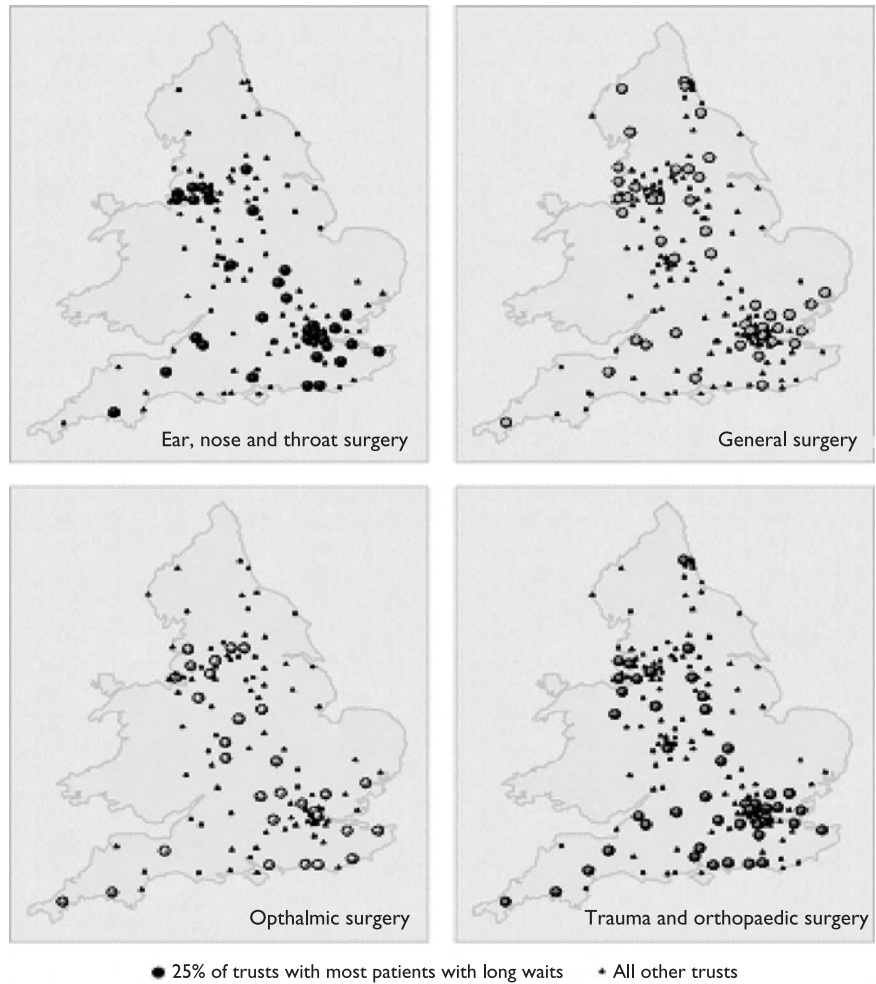 Ear, nose and throat surgery
General surgery
Opthalmic surgery
Trauma and orthopaedic surgery
25% of trusts with most patients with long waits
All other trusts